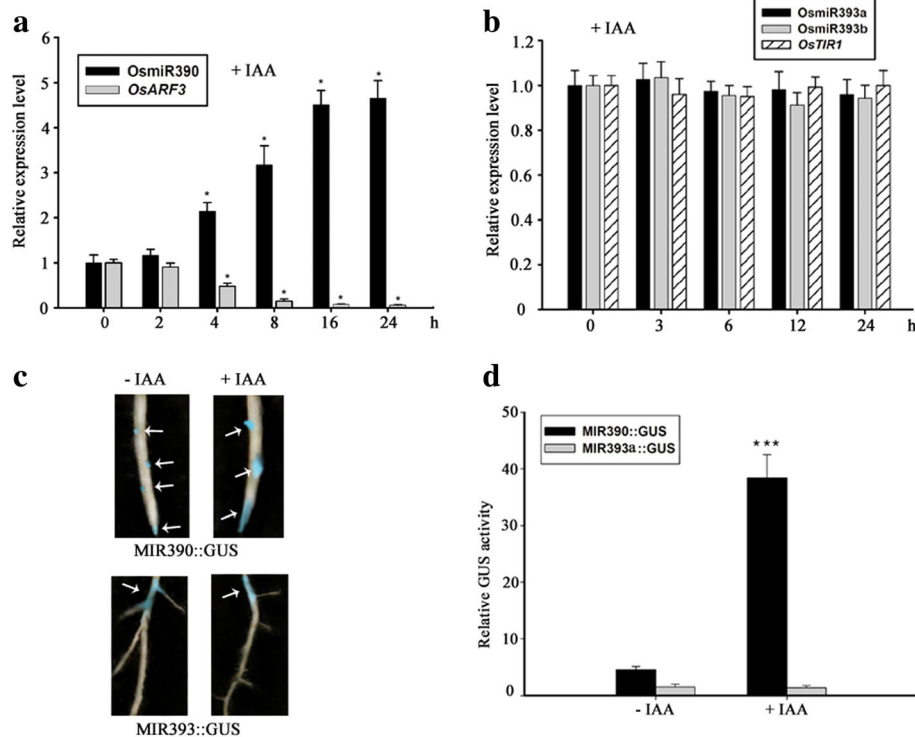 a
OsmiR390
OsARF3
+ IAA
Relative expression level
6
5
4
3
2
1
0
* * * * * * * *
0 2 4 8 16 24 h
b
OsmiR393a
OsmiR393b
OsTIR1
+ IAA
Relative expression level
1.2
1.0
0.8
0.6
0.4
0.2
0.0
0 3 6 12 24 h
c
- IAA + IAA
MIR390::GUS
MIR393::GUS
d
MIR390::GUS
MIR393a::GUS
***
Relative GUS activity
50
40
30
20
10
0
- IAA + IAA